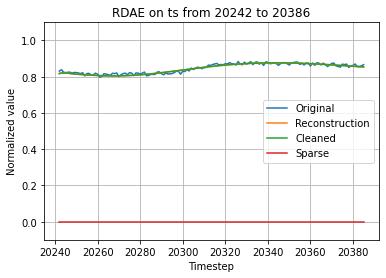 RDAE on ts from 20242 to 20386
Normalized value
1.0
0.8
0.6
0.4
0.2
0.0
Original
Reconstruction
Cleaned
Sparse
20240 20260 20280 20300 20320 20340 20360 20380
Timestep